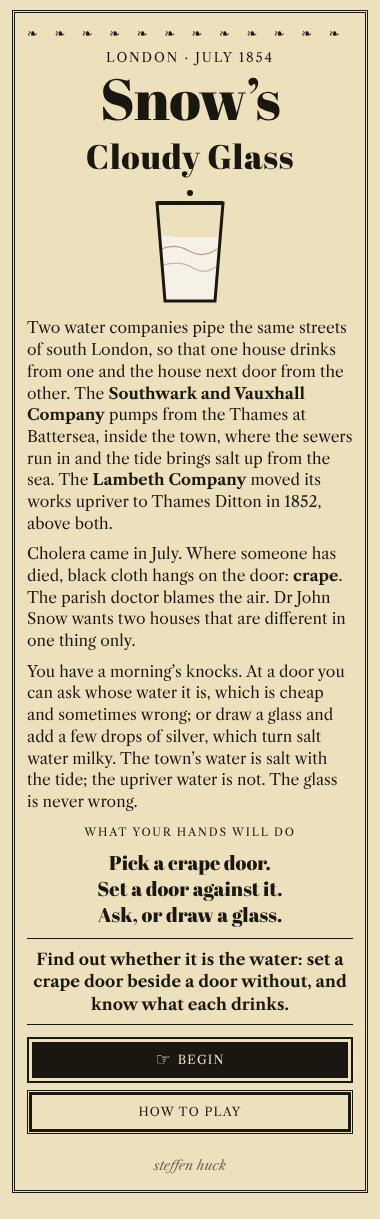 LONDON · JULY 1854
Snow’s
Cloudy Glass
Two water companies pipe the same streets
of south London, so that one house drinks
from one and the house next door from the
other. The Southwark and Vauxhall
Company pumps from the Thames at
Battersea, inside the town, where the sewers
run in and the tide brings salt up from the
sea. The Lambeth Company moved its
works upriver to Thames Ditton in 1852,
above both.
Cholera came in July. Where someone has
died, black cloth hangs on the door: crape.
The parish doctor blames the air. Dr John
Snow wants two houses that are different in
one thing only.
You have a morning’s knocks. At a door you
can ask whose water it is, which is cheap
and sometimes wrong; or draw a glass and
add a few drops of silver, which turn salt
water milky. The town’s water is salt with
the tide; the upriver water is not. The glass
is never wrong.
WHAT YOUR HANDS WILL DO
Pick a crape door.
Set a door against it.
Ask, or draw a glass.
Find out whether it is the water: set a
crape door beside a door without, and
know what each drinks.
☞ BEGIN
HOW TO PLAY
steffen huck